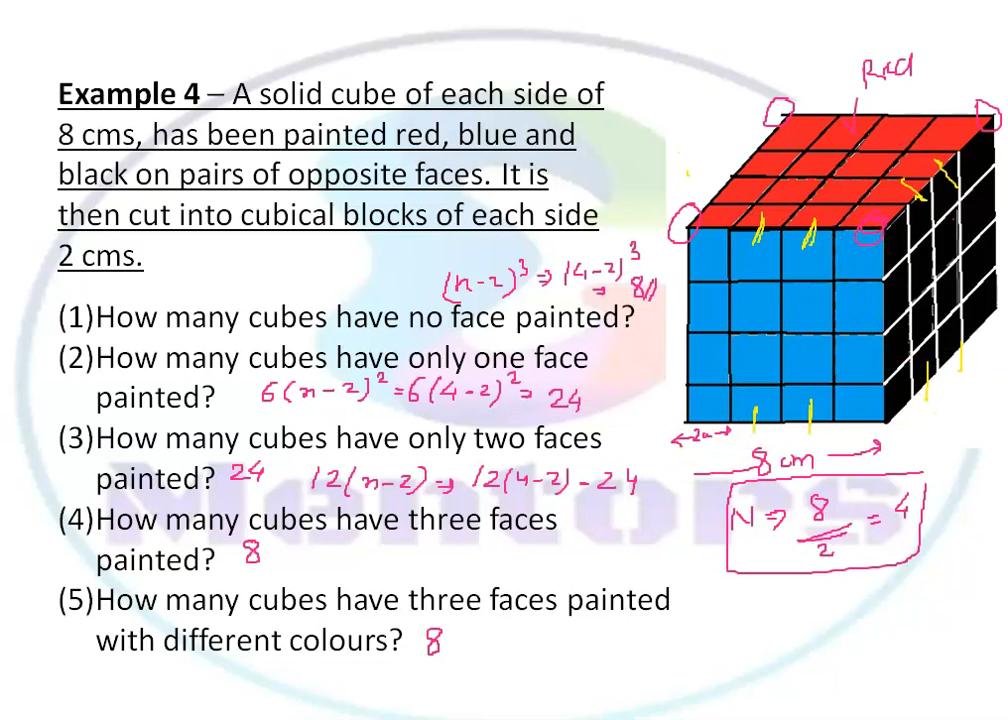 Red
Example 4 – A solid cube of each side of
8 cms, has been painted red, blue and
black on pairs of opposite faces. It is
then cut into cubical blocks of each side
2 cms.
(n-2)³ ⇒ (4-2)³
⇒ 8//
(1)How many cubes have no face painted?
(2)How many cubes have only one face
painted? 6(n-2)² = 6(4-2)² = 24
(3)How many cubes have only two faces
painted? 24 12(n-2) ⇒ 12(4-2) - 24
(4)How many cubes have three faces
painted? 8
(5)How many cubes have three faces painted
with different colours? 8
8 cm
N ⇒ 8/2 = 4
Mentors